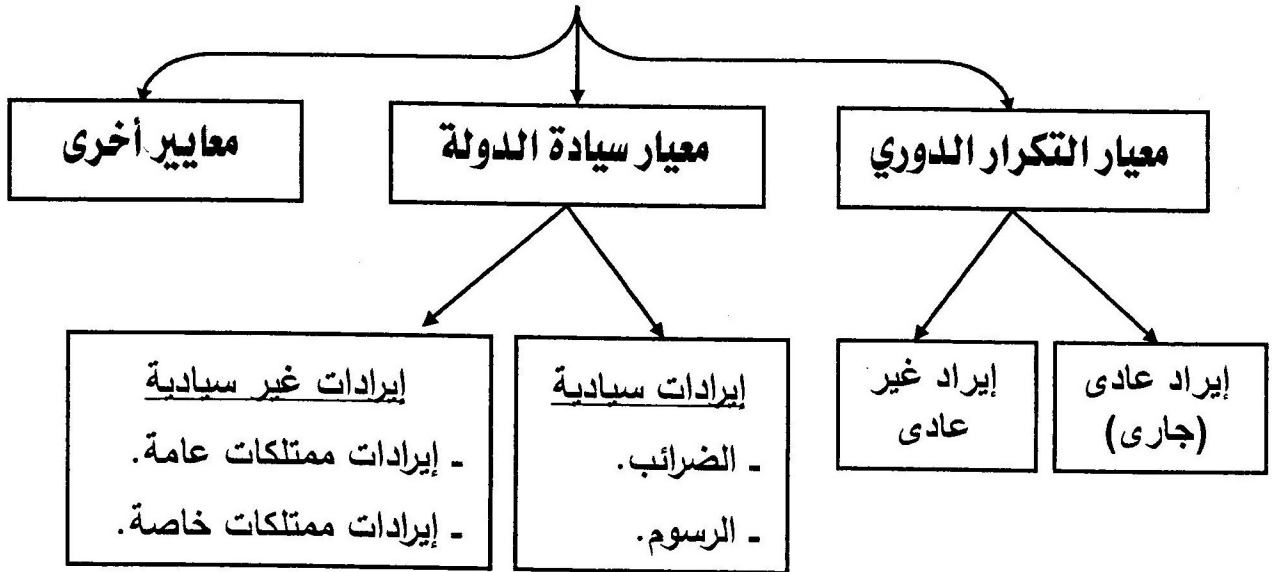 معيار التكرار الدوري
معيار سيادة الدولة
معايير أخرى
إيراد عادى
(جارى)
إيراد غير
عادى
إيرادات سيادية
- الضرائب.
- الرسوم.
إيرادات غير سيادية
- إيرادات ممتلكات عامة.
- إيرادات ممتلكات خاصة.